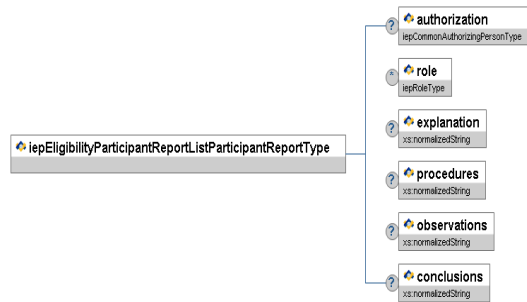 ? authorization
iepCommonAuthorizingPersonType
* role
iepRoleType
? explanation
xs:normalizedString
iepEligibilityParticipantReportListParticipantReportType
? procedures
xs:normalizedString
? observations
xs:normalizedString
? conclusions
xs:normalizedString